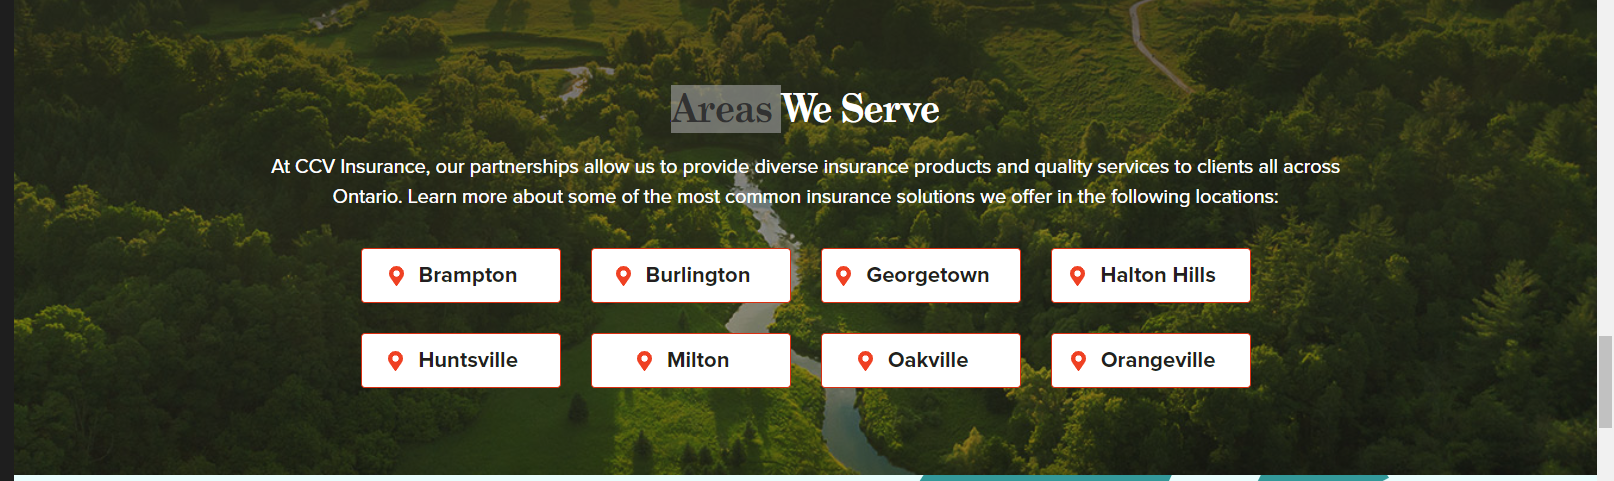 Areas We Serve
At CCV Insurance, our partnerships allow us to provide diverse insurance products and quality services to clients all across
Ontario. Learn more about some of the most common insurance solutions we offer in the following locations:
Brampton
Burlington
Georgetown
Halton Hills
Huntsville
Milton
Oakville
Orangeville